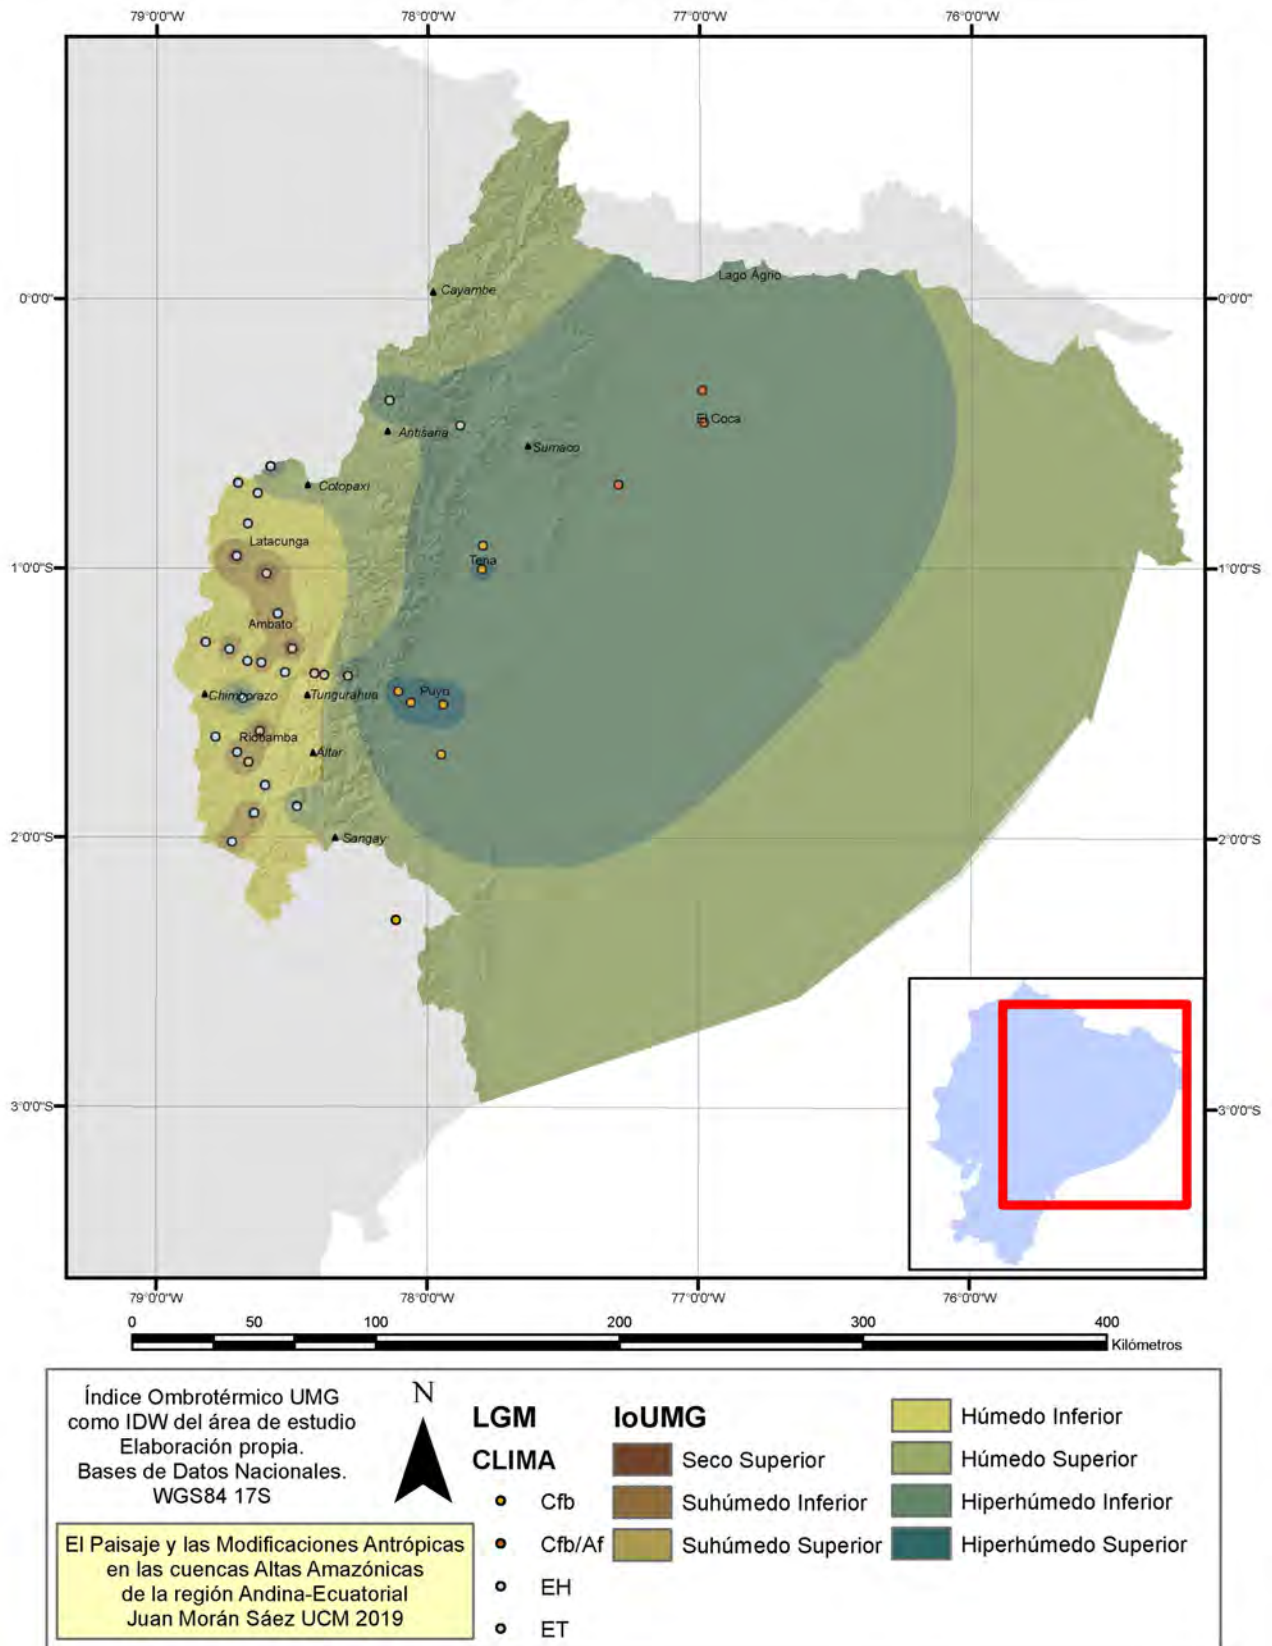 79°0'0"W 78°0'0"W 77°0'0"W 76°0'0"W
Lago Agrio
Cayambe
0°0'0" 0°0'0"
El Coca
Antisana
Sumaco
Cotopaxi
Latacunga
Tena
1°0'0"S 1°0'0"S
Ambato
Puyo
Chimborazo
Tungurahua
Riobamba
Altar
2°0'0"S 2°0'0"S
Sangay
3°0'0"S 3°0'0"S
79°0'0"W 78°0'0"W 77°0'0"W 76°0'0"W
0 50 100 200 300 400
Kilómetros
Índice Ombrotérmico UMG
como IDW del área de estudio
Elaboración propia.
Bases de Datos Nacionales.
WGS84 17S
El Paisaje y las Modificaciones Antrópicas
en las cuencas Altas Amazónicas
de la región Andina-Ecuatorial
Juan Morán Sáez UCM 2019
N
LGM
CLIMA
Cfb
Cfb/Af
EH
ET
IoUMG
Seco Superior
Suhúmedo Inferior
Suhúmedo Superior
Húmedo Inferior
Húmedo Superior
Hiperhúmedo Inferior
Hiperhúmedo Superior